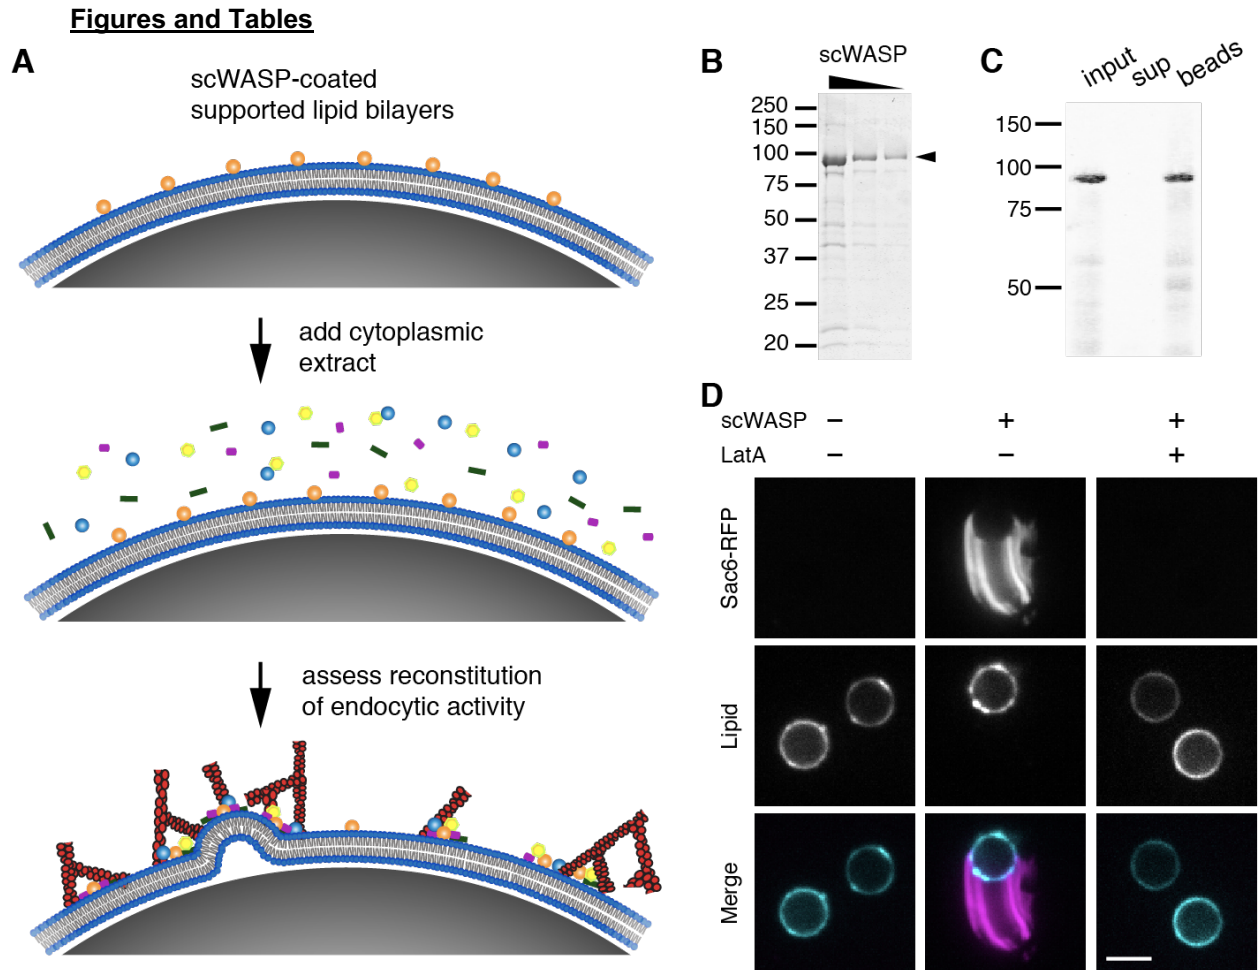 Figures and Tables
A
scWASP-coated
supported lipid bilayers
add cytoplasmic
extract
assess reconstitution
of endocytic activity
B
scWASP
250
150
100
75
50
37
25
20
C
input sup beads
150
100
75
50
D
scWASP − + +
LatA − − +
Sac6-RFP
Lipid
Merge